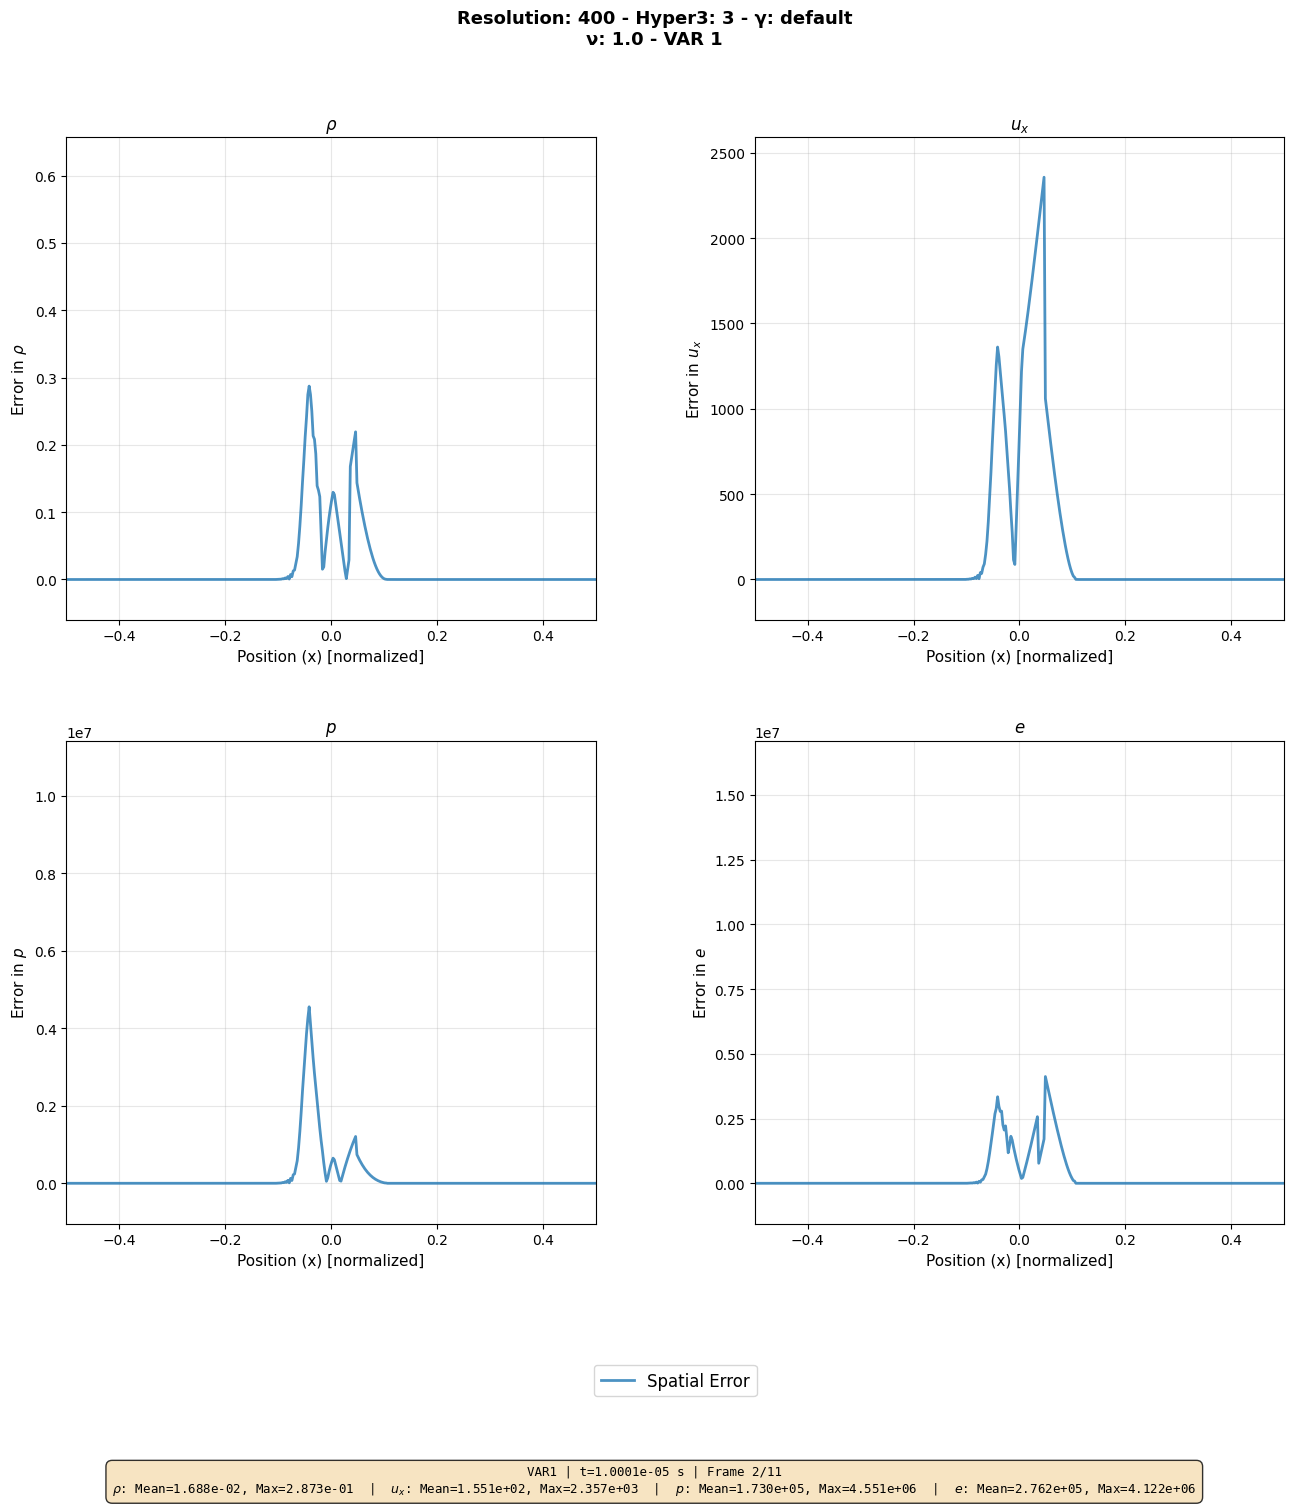 Resolution: 400 - Hyper3: 3 - γ: default
ν: 1.0 - VAR 1
ρ
Error in ρ
0.6
0.5
0.4
0.3
0.2
0.1
0.0
−0.4 −0.2 0.0 0.2 0.4
Position (x) [normalized]
u_x
Error in u_x
2500
2000
1500
1000
500
0
−0.4 −0.2 0.0 0.2 0.4
Position (x) [normalized]
p
1e7
Error in p
1.0
0.8
0.6
0.4
0.2
0.0
−0.4 −0.2 0.0 0.2 0.4
Position (x) [normalized]
e
1e7
Error in e
1.50
1.25
1.00
0.75
0.50
0.25
0.00
−0.4 −0.2 0.0 0.2 0.4
Position (x) [normalized]
Spatial Error
VAR1 | t=1.0001e-05 s | Frame 2/11
ρ: Mean=1.688e-02, Max=2.873e-01 | u_x: Mean=1.551e+02, Max=2.357e+03 | p: Mean=1.730e+05, Max=4.551e+06 | e: Mean=2.762e+05, Max=4.122e+06